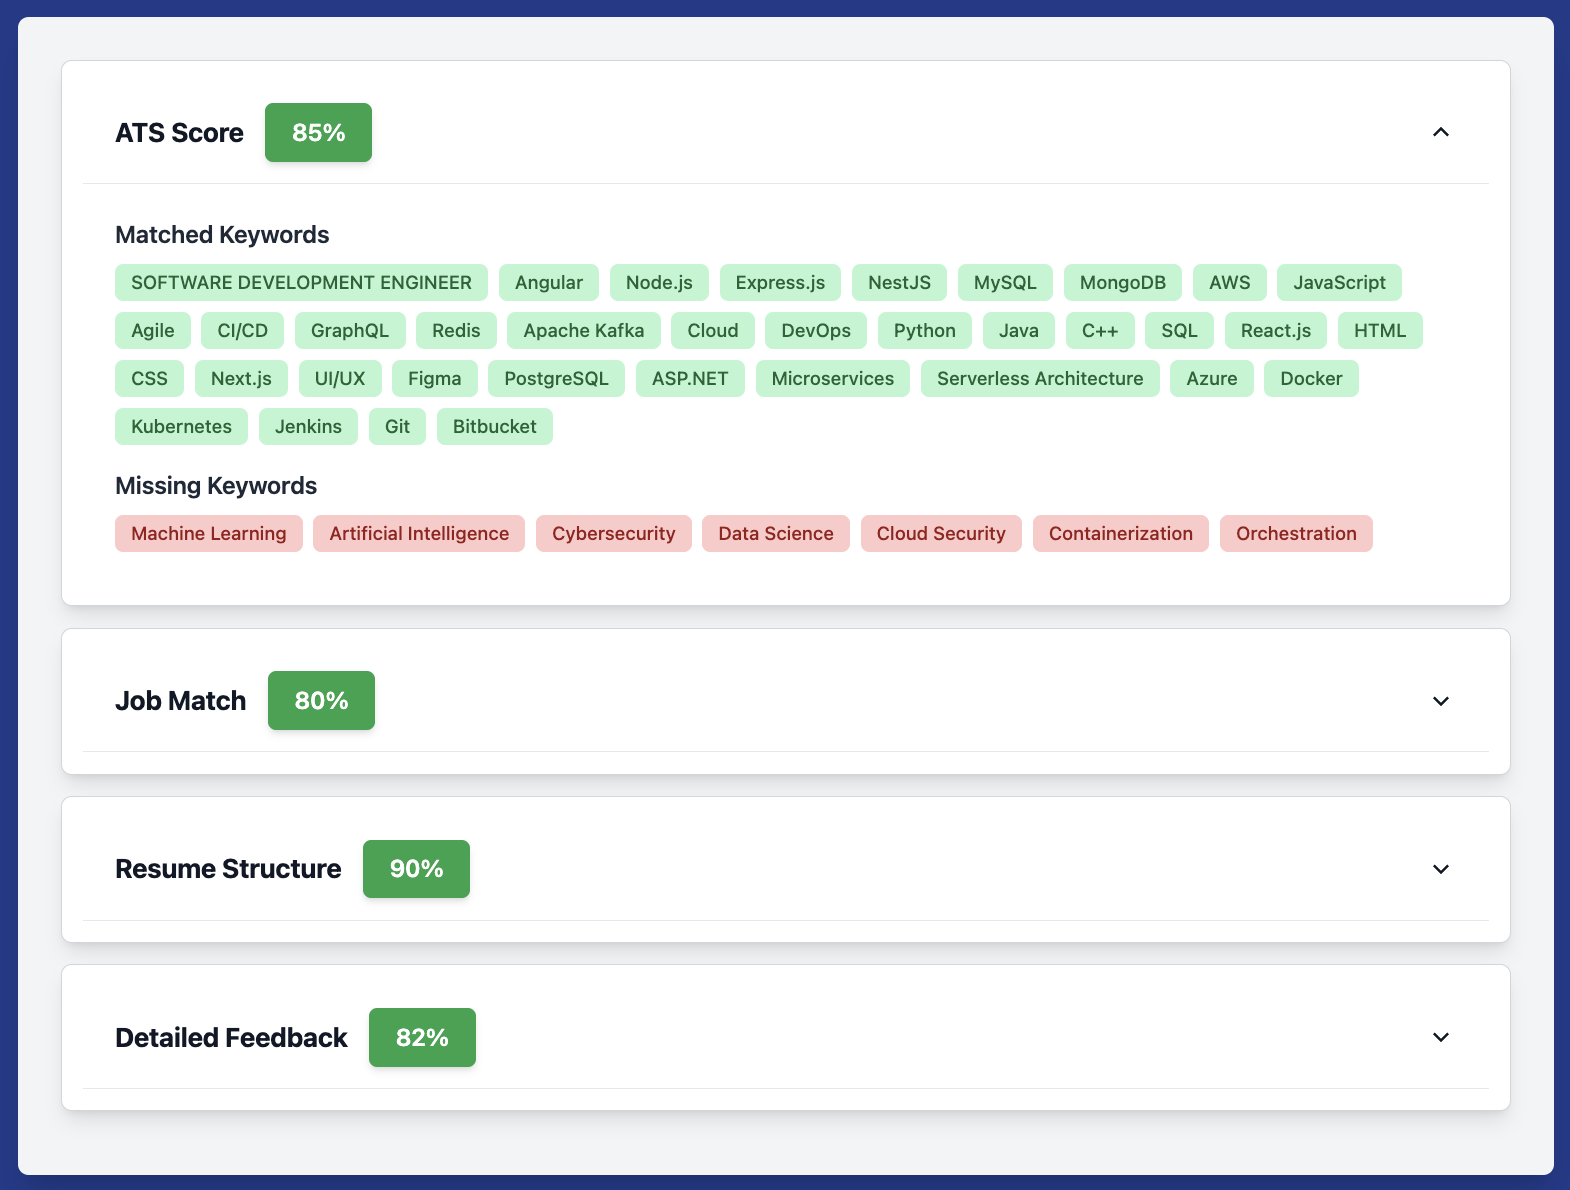 ATS Score 85%
Matched Keywords
SOFTWARE DEVELOPMENT ENGINEER Angular Node.js Express.js NestJS MySQL MongoDB AWS JavaScript
Agile CI/CD GraphQL Redis Apache Kafka Cloud DevOps Python Java C++ SQL React.js HTML
CSS Next.js UI/UX Figma PostgreSQL ASP.NET Microservices Serverless Architecture Azure Docker
Kubernetes Jenkins Git Bitbucket
Missing Keywords
Machine Learning Artificial Intelligence Cybersecurity Data Science Cloud Security Containerization Orchestration
Job Match 80%
Resume Structure 90%
Detailed Feedback 82%